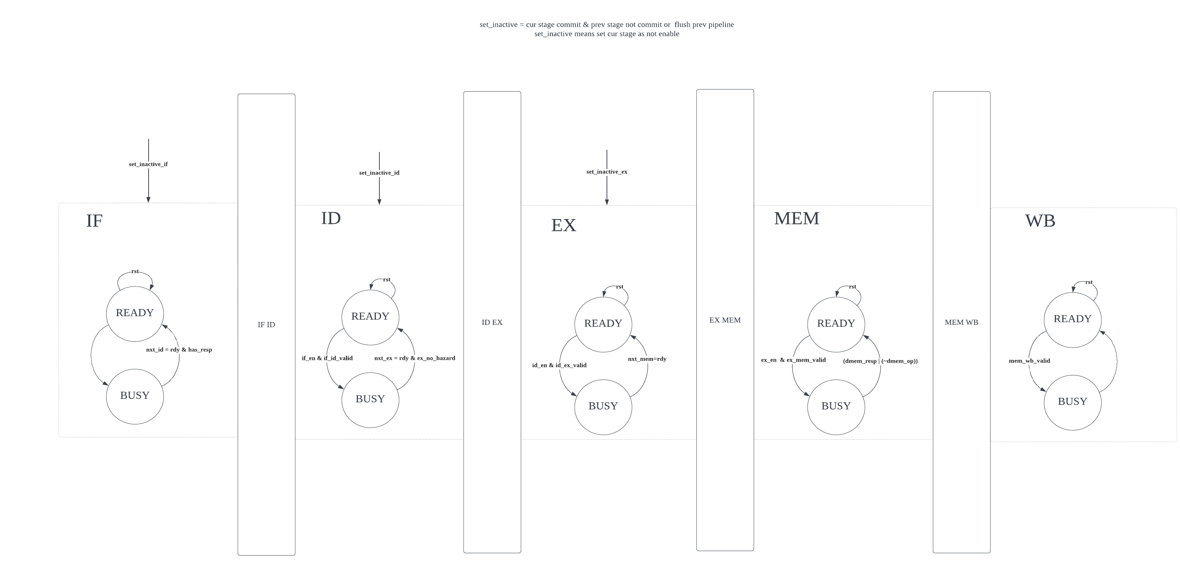 set_inactive = cur stage commit & prev stage not commit or flush prev pipeline
set_inactive means set cur stage as not enable
set_inactive_if
set_inactive_id
set_inactive_ex
IF
ID
EX
MEM
WB
rst
READY
nxt_id = rdy & has_resp
BUSY
IF ID
rst
READY
if_en & if_id_valid
nxt_ex = rdy & ex_no_hazard
BUSY
ID EX
rst
READY
id_en & id_ex_valid
nxt_mem=rdy
BUSY
EX MEM
rst
READY
ex_en & ex_mem_valid
(dmem_resp | (~dmem_op))
BUSY
MEM WB
rst
READY
mem_wb_valid
BUSY